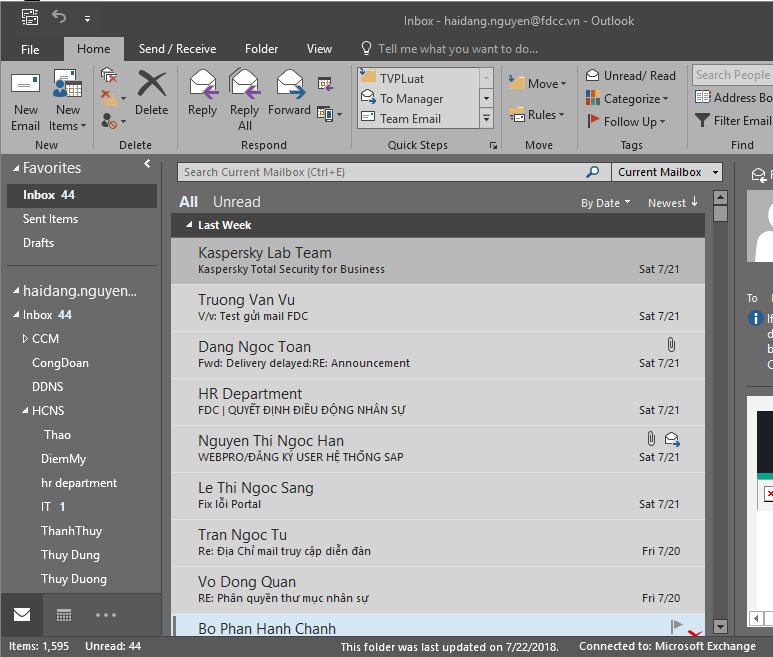 Inbox - haidang.nguyen@fdcc.vn - Outlook
File Home Send / Receive Folder View Tell me what you want to do...
New Email
New Items
Delete
Reply
Reply All
Forward
TVPLuat
To Manager
Team Email
Move
Rules
Unread/ Read
Categorize
Follow Up
Search People
Address Bo
Filter Email
New Delete Respond Quick Steps Move Tags Find
Favorites
Inbox 44
Sent Items
Drafts
haidang.nguyen...
Inbox 44
CCM
CongDoan
DDNS
HCNS
Thao
DiemMy
hr department
IT 1
ThanhThuy
Thuy Dung
Thuy Duong
Search Current Mailbox (Ctrl+E) Current Mailbox
All Unread By Date Newest
Last Week
Kaspersky Lab Team
Kaspersky Total Security for Business Sat 7/21
Truong Van Vu
V/v: Test gửi mail FDC Sat 7/21
Dang Ngoc Toan
Fwd: Delivery delayed:RE: Announcement Sat 7/21
HR Department
FDC | QUYẾT ĐỊNH ĐIỀU ĐỘNG NHÂN SỰ Sat 7/21
Nguyen Thi Ngoc Han
WEBPRO/ĐĂNG KÝ USER HỆ THỐNG SAP Sat 7/21
Le Thi Ngoc Sang
Fix lỗi Portal Sat 7/21
Tran Ngoc Tu
Re: Địa Chỉ mail truy cập diễn đàn Fri 7/20
Vo Dong Quan
RE: Phân quyền thư mục nhân sự Fri 7/20
Bo Phan Hanh Chanh
To
Items: 1,595 Unread: 44 This folder was last updated on 7/22/2018. Connected to: Microsoft Exchange